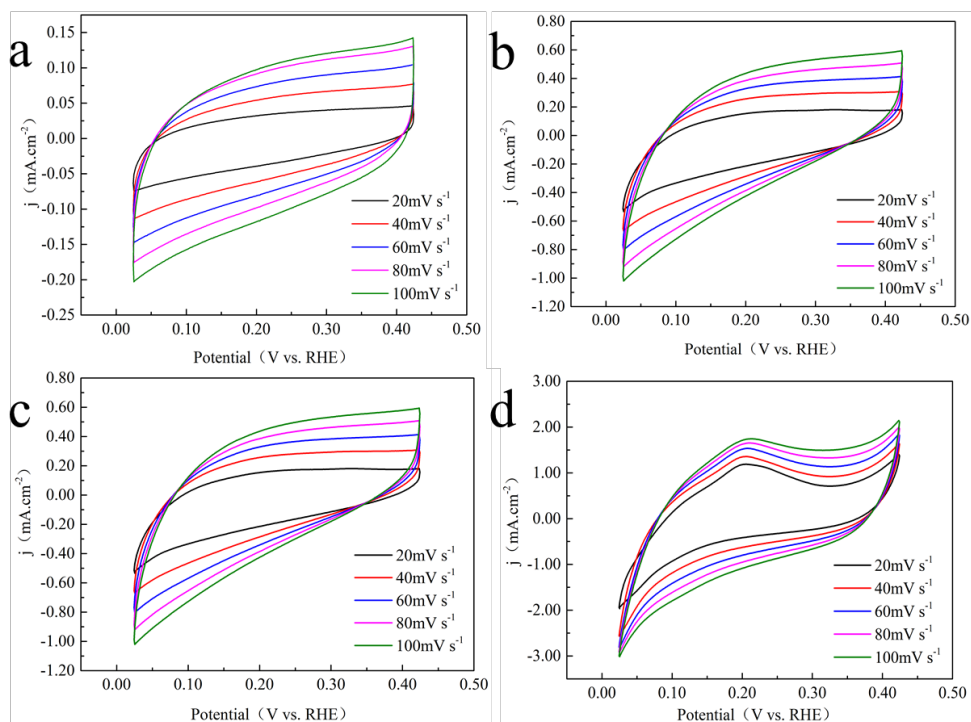 a
0.15
0.10
0.05
0.00
-0.05
-0.10
-0.15
-0.20
-0.25
j（mA.cm-2）
20mV s-1
40mV s-1
60mV s-1
80mV s-1
100mV s-1
0.00 0.10 0.20 0.30 0.40 0.50
Potential（V vs. RHE）
b
0.80
0.60
0.40
0.20
0.00
-0.20
-0.40
-0.60
-0.80
-1.00
-1.20
j（mA.cm-2）
20mV s-1
40mV s-1
60mV s-1
80mV s-1
100mV s-1
0.00 0.10 0.20 0.30 0.40 0.50
Potential（V vs. RHE）
c
0.80
0.60
0.40
0.20
0.00
-0.20
-0.40
-0.60
-0.80
-1.00
-1.20
j（mA.cm-2）
20mV s-1
40mV s-1
60mV s-1
80mV s-1
100mV s-1
0.00 0.10 0.20 0.30 0.40 0.50
Potential（V vs. RHE）
d
3.00
2.00
1.00
0.00
-1.00
-2.00
-3.00
j（mA.cm-2）
20mV s-1
40mV s-1
60mV s-1
80mV s-1
100mV s-1
0.00 0.10 0.20 0.30 0.40 0.50
Potential（V vs. RHE）